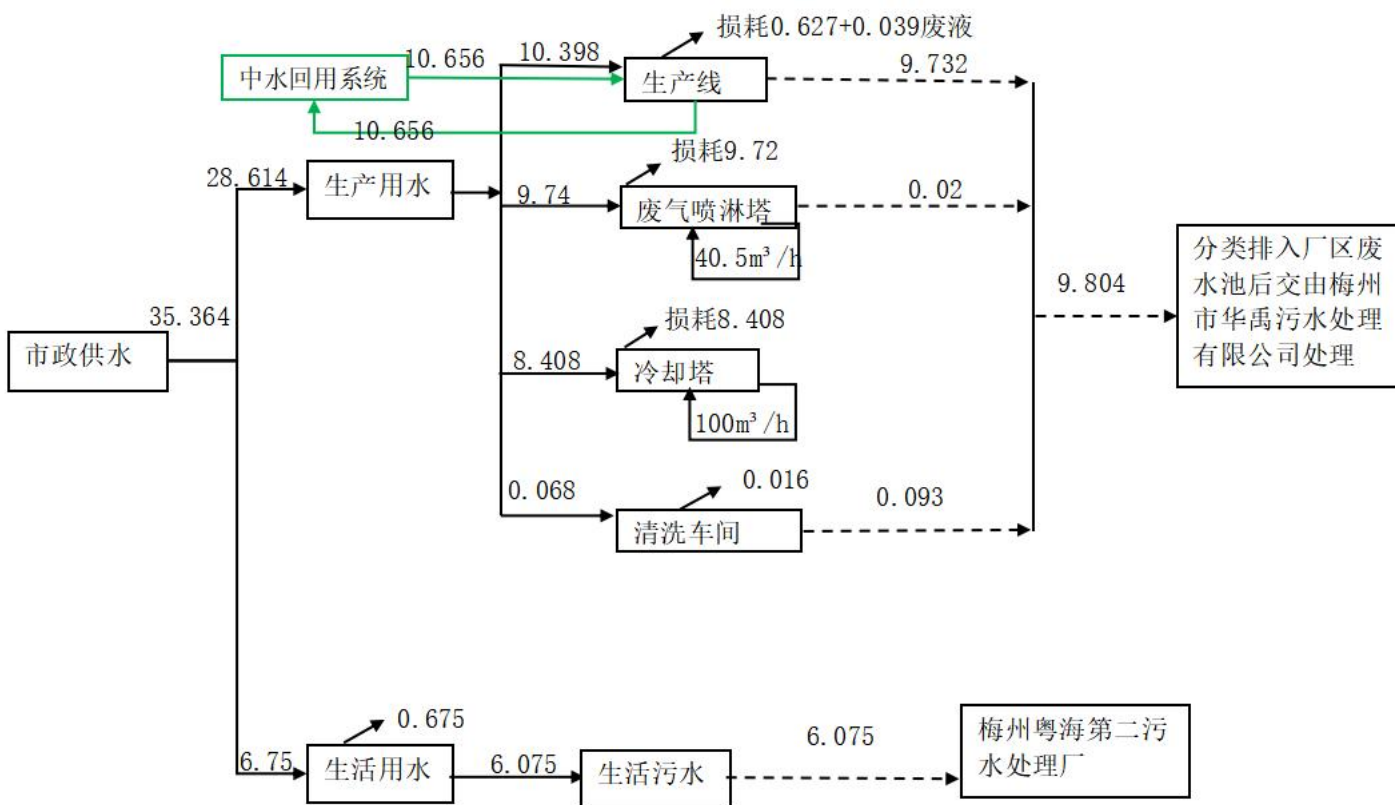 损耗0.627+0.039废液
10.656
10.398
9.732
中水回用系统
生产线
10.656
损耗9.72
28.614
生产用水
9.74
废气喷淋塔
0.02
40.5m³/h
分类排入厂区废
水池后交由梅州
市华禹污水处理
有限公司处理
9.804
35.364
损耗8.408
市政供水
8.408
冷却塔
100m³/h
0.016
0.068
0.093
清洗车间
0.675
6.75
生活用水
6.075
生活污水
6.075
梅州粤海第二污
水处理厂